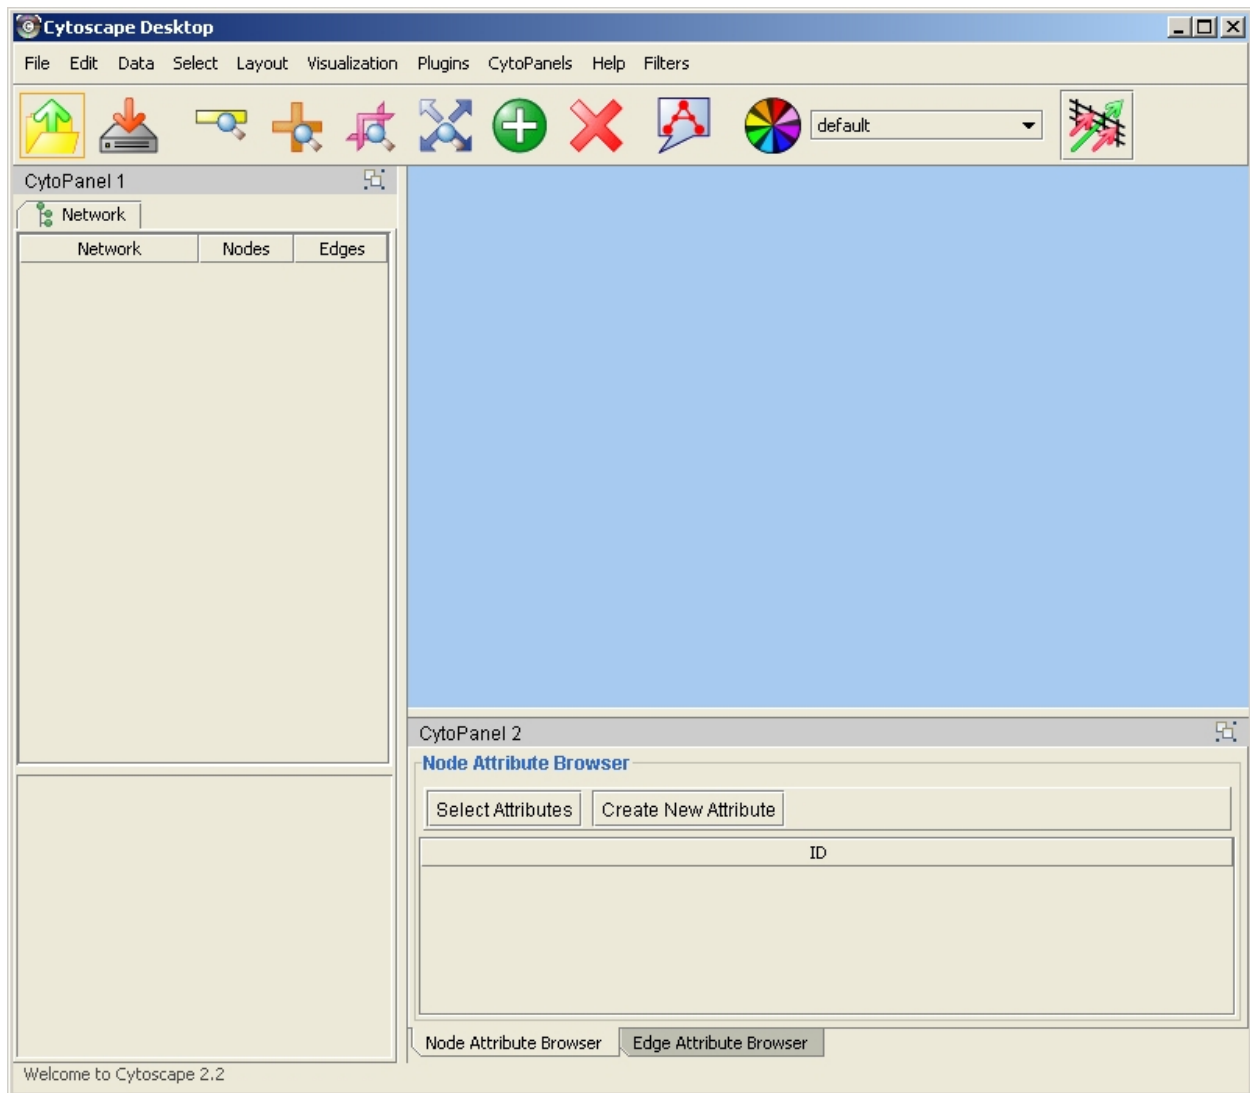 Cytoscape Desktop
File Edit Data Select Layout Visualization Plugins CytoPanels Help Filters
default
CytoPanel 1
Network
Network Nodes Edges
CytoPanel 2
Node Attribute Browser
Select Attributes Create New Attribute
ID
Node Attribute Browser Edge Attribute Browser
Welcome to Cytoscape 2.2